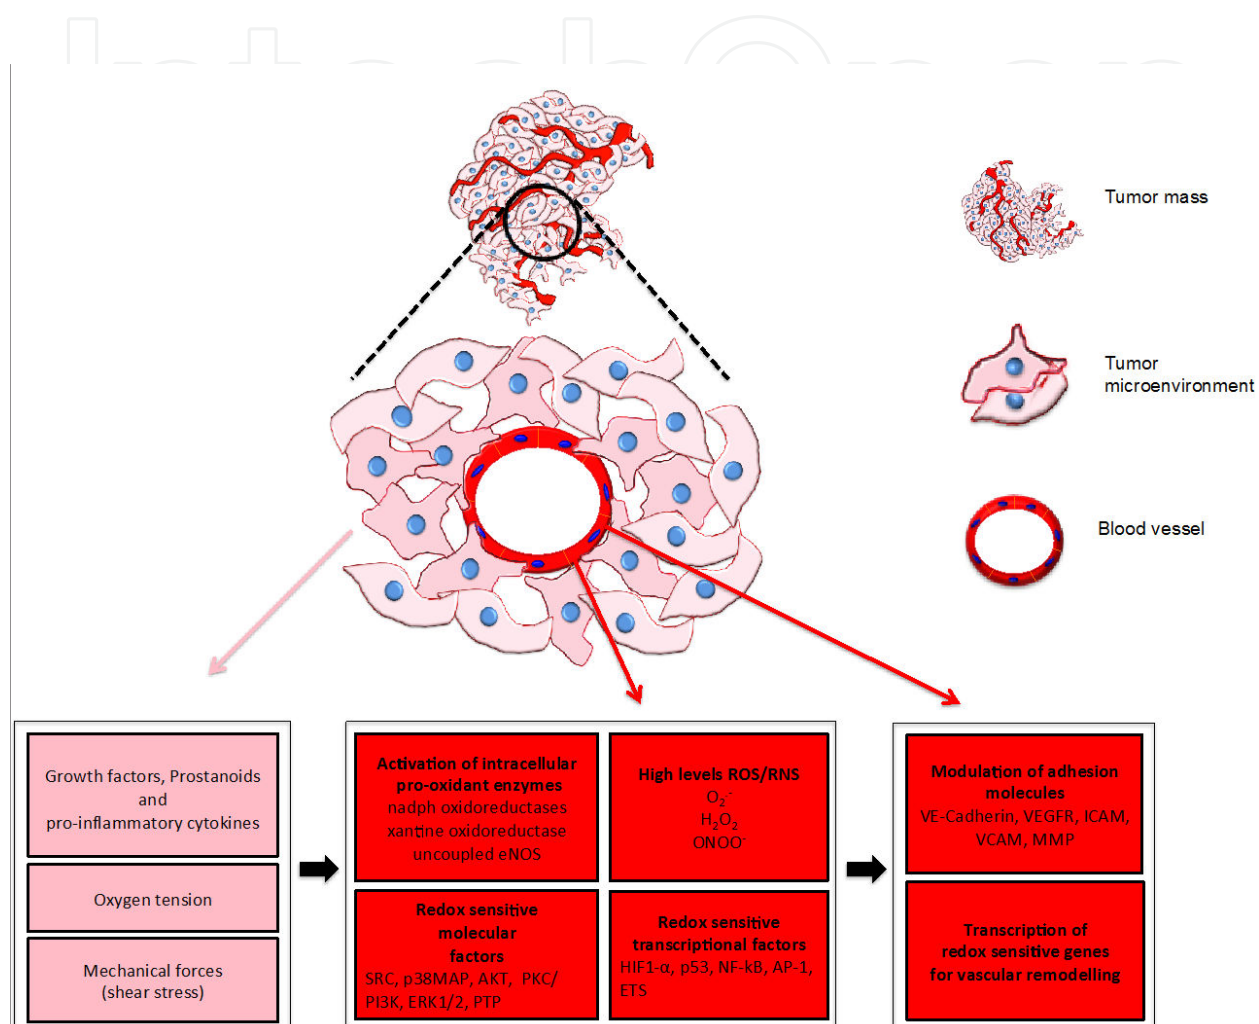 Tumor mass
Tumor
microenvironment
Blood vessel
Growth factors, Prostanoids
and
pro-inflammatory cytokines
Oxygen tension
Mechanical forces
(shear stress)
Activation of intracellular
pro-oxidant enzymes
nadph oxidoreductases
xantine oxidoreductase
uncoupled eNOS
High levels ROS/RNS
O₂·⁻
H₂O₂
ONOO⁻
Redox sensitive
molecular
factors
SRC, p38MAP, AKT, PKC/
PI3K, ERK1/2, PTP
Redox sensitive
transcriptional factors
HIF1-α, p53, NF-kB, AP-1,
ETS
Modulation of adhesion
molecules
VE-Cadherin, VEGFR, ICAM,
VCAM, MMP
Transcription of
redox sensitive genes
for vascular remodelling